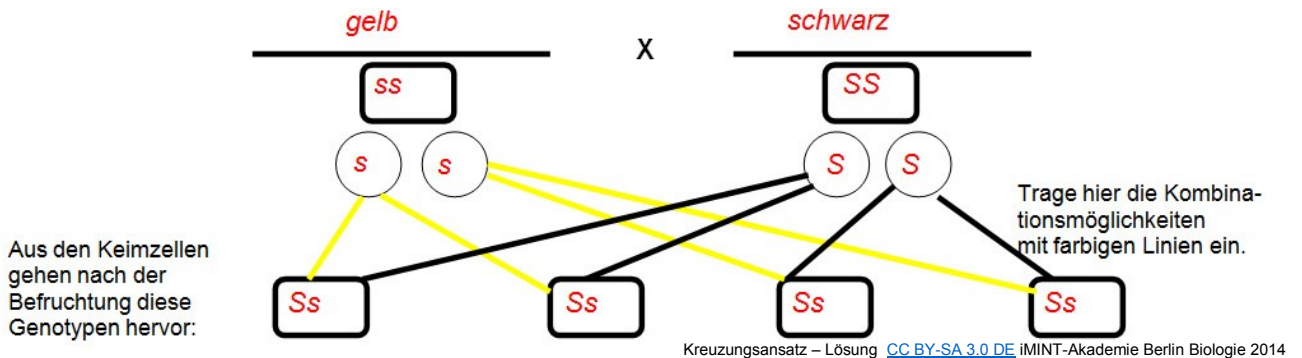 gelb
X
schwarz
ss
SS
s
s
S
S
Trage hier die Kombina-
tionsmöglichkeiten
mit farbigen Linien ein.
Aus den Keimzellen
gehen nach der
Befruchtung diese
Genotypen hervor:
Ss
Ss
Ss
Ss
Kreuzungsansatz – Lösung CC BY-SA 3.0 DE iMINT-Akademie Berlin Biologie 2014